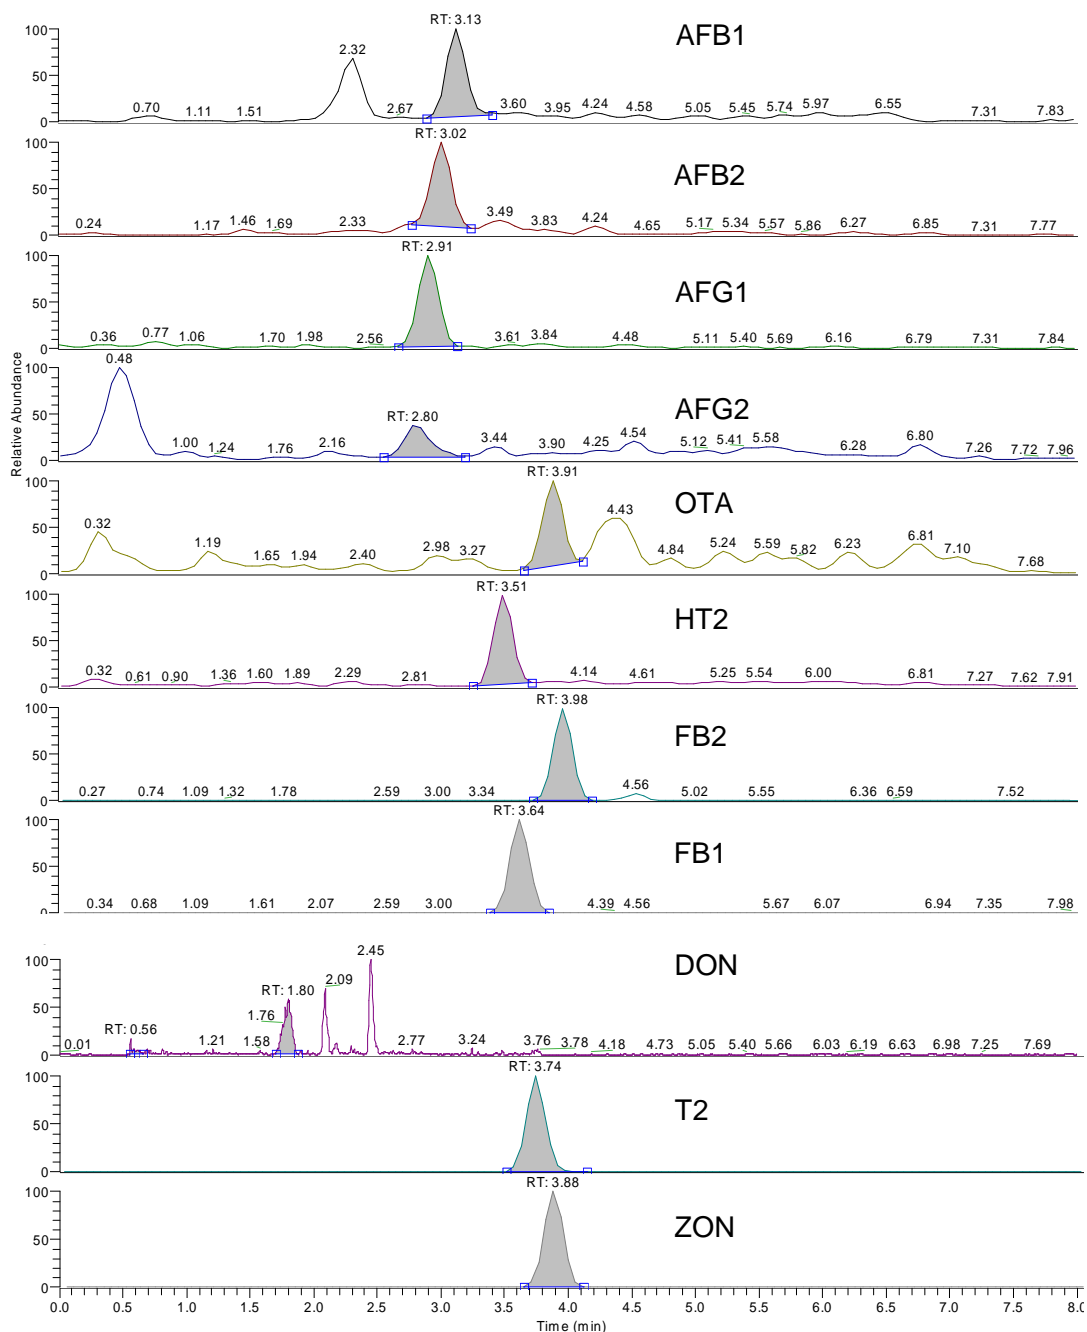 RT: 3.13
100
AFB1
2.32
50
0.70 1.11 1.51 2.67 3.60 3.95 4.24 4.58 5.05 5.45 5.74 5.97 6.55 7.31 7.83
0
RT: 3.02
100
AFB2
50
0.24 1.17 1.46 1.69 2.33 3.49 3.83 4.24 4.65 5.17 5.34 5.57 5.86 6.27 6.85 7.31 7.77
0
RT: 2.91
100
AFG1
50
0.36 0.77 1.06 1.70 1.98 2.56 3.61 3.84 4.48 5.11 5.40 5.69 6.16 6.79 7.31 7.84
0
0.48
100
AFG2
RT: 2.80
50
1.00 1.24 1.76 2.16 3.44 3.90 4.25 4.54 5.12 5.41 5.58 6.28 6.80 7.26 7.72 7.96
0
Relative Abundance
RT: 3.91
100
OTA
0.32 4.43
50
1.19 1.65 1.94 2.40 2.98 3.27 4.84 5.24 5.59 5.82 6.23 6.81 7.10 7.68
0
RT: 3.51
100
HT2
50
0.32 0.61 0.90 1.36 1.60 1.89 2.29 2.81 4.14 4.61 5.25 5.54 6.00 6.81 7.27 7.62 7.91
0
RT: 3.98
100
FB2
50
0.27 0.74 1.09 1.32 1.78 2.59 3.00 3.34 4.56 5.02 5.55 6.36 6.59 7.52
0
RT: 3.64
100
FB1
50
0.34 0.68 1.09 1.61 2.07 2.59 3.00 4.39 4.56 5.67 6.07 6.94 7.35 7.98
0
2.45
100
DON
RT: 1.80 2.09
50
1.76
RT: 0.56
0.01 1.21 1.58 2.77 3.24 3.76 3.78 4.18 4.73 5.05 5.40 5.66 6.03 6.19 6.63 6.98 7.25 7.69
0
RT: 3.74
100
T2
50
0
RT: 3.88
100
ZON
50
0
0.0 0.5 1.0 1.5 2.0 2.5 3.0 3.5 4.0 4.5 5.0 5.5 6.0 6.5 7.0 7.5 8.0
Time (min)